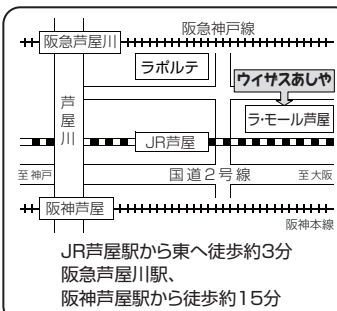 阪急神戸線
阪急芦屋川
ラポルテ
ウィザスあしや
芦屋川
ラ・モール芦屋
JR芦屋
至神戸
国道2号線
至大阪
阪神芦屋
阪神本線
JR芦屋駅から東へ徒歩約3分
阪急芦屋川駅、
阪神芦屋駅から徒歩約15分